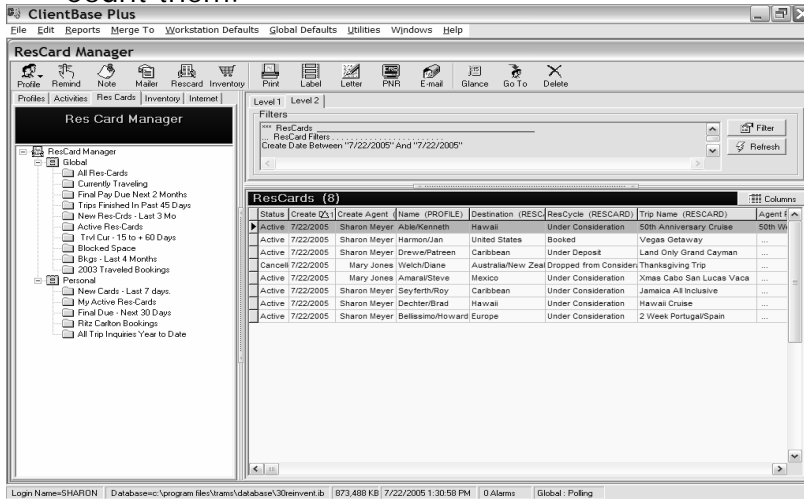 count them.
ClientBase Plus
File Edit Reports Merge To Workstation Defaults Global Defaults Utilities Windows Help
ResCard Manager
Profile Remind Note Mailer Rescard Inventory Print Label Letter PNR E-mail Glance Go To Delete
Profiles Activities Res Cards Inventory Internet
Level 1 Level 2
Res Card Manager
Filters
*** ResCards
... ResCard Filters . . . . . . . . . . . . . . . . . . . . . . . .
Create Date Between "7/22/2005" And "7/22/2005"
Filter
Refresh
ResCard Manager
Global
All Res-Cards
Currently Traveling
Final Pay Due Next 2 Months
Trips Finished In Past 45 Days
New Res-Crds - Last 3 Mo
Active Res-Cards
Trvl Cur - 15 to + 60 Days
Blocked Space
Bkgs - Last 4 Months
2003 Traveled Bookings
Personal
New Cards - Last 7 days.
My Active Res-Cards
Final Due - Next 30 Days
Ritz Carlton Bookings
All Trip Inquiries Year to Date
ResCards (8) Columns
Status Create D 1 Create Agent ( Name (PROFILE) Destination (RESC ResCycle (RESCARD) Trip Name (RESCARD) Agent F
Active 7/22/2005 Sharon Meyer Able/Kenneth Hawaii Under Consideration 50th Anniversary Cruise 50th W
Active 7/22/2005 Sharon Meyer Harmon/Jan United States Booked Vegas Getaway ...
Active 7/22/2005 Sharon Meyer Drewe/Patreen Caribbean Under Deposit Land Only Grand Cayman ...
Cancell 7/22/2005 Mary Jones Welch/Diane Australia/New Zeal Dropped from Consider Thanksgiving Trip ...
Active 7/22/2005 Mary Jones Amaral/Steve Mexico Under Consideration Xmas Cabo San Lucas Vaca ...
Active 7/22/2005 Sharon Meyer Seyferth/Roy Caribbean Under Consideration Jamaica All Inclusive ...
Active 7/22/2005 Sharon Meyer Dechter/Brad Hawaii Under Consideration Hawaii Cruise ...
Active 7/22/2005 Sharon Meyer Bellissimo/Howard Europe Under Consideration 2 Week Portugal/Spain ...
Login Name=SHARON Database=c:\program files\trams\database\30reinvent.ib 873,488 KB 7/22/2005 1:30:58 PM 0 Alarms Global : Polling